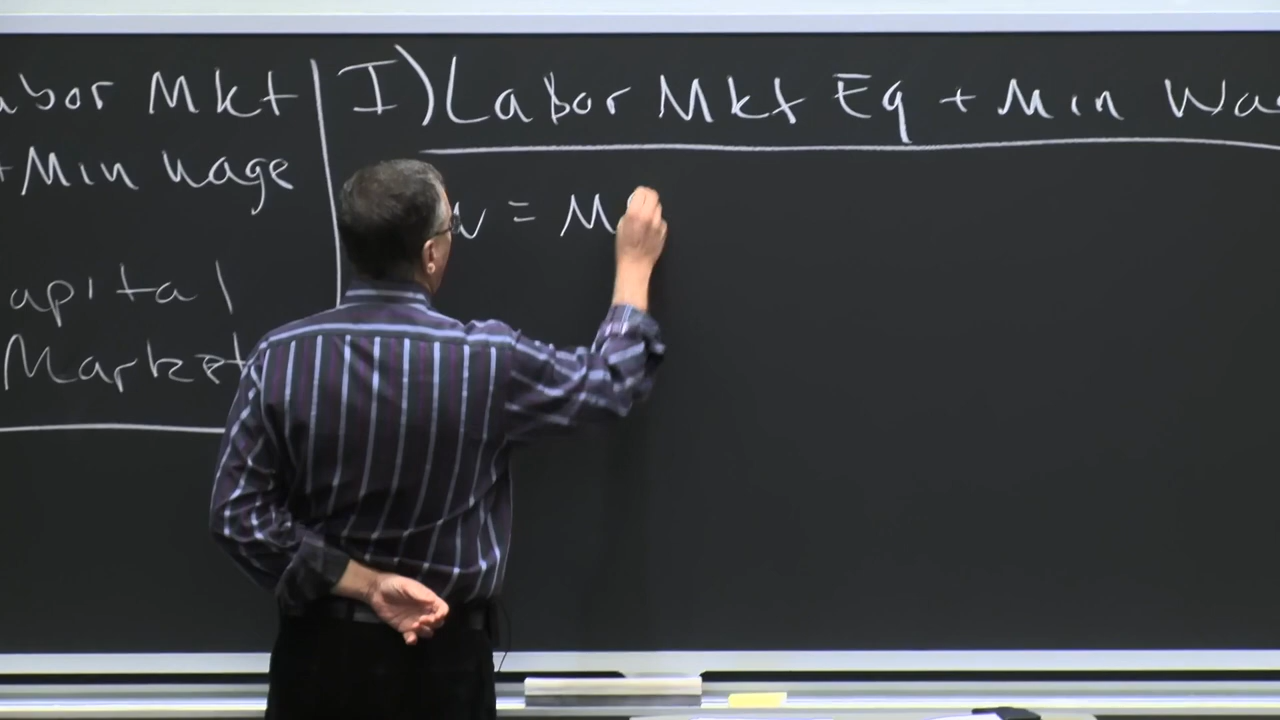 abor Mkt
+ Min Wage
apital
Market
I) Labor Mkt Eq + Min Wa
w = M